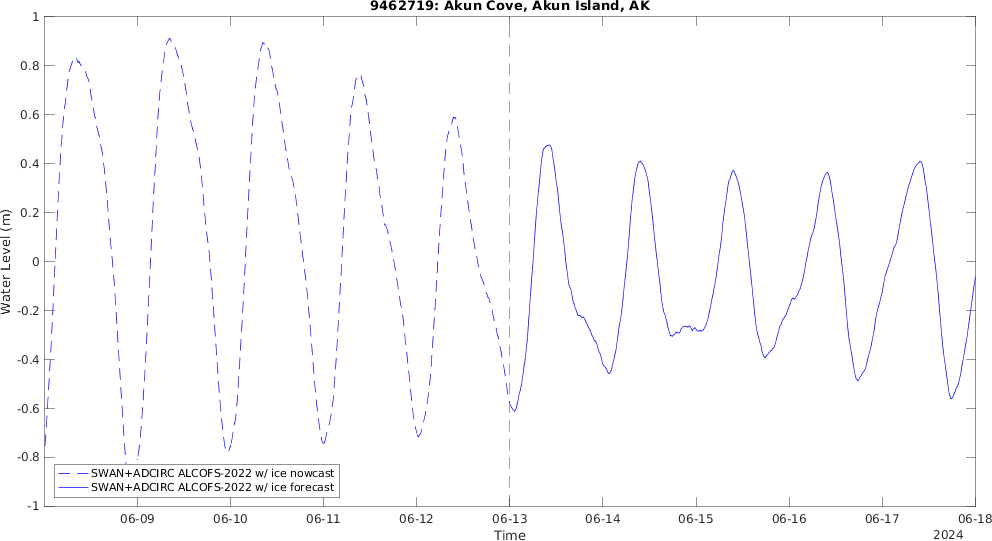 9462719: Akun Cove, Akun Island, AK
1
0.8
0.6
0.4
0.2
0
-0.2
-0.4
-0.6
-0.8
-1
Water Level (m)
SWAN+ADCIRC ALCOFS-2022 w/ ice nowcast
SWAN+ADCIRC ALCOFS-2022 w/ ice forecast
06-09 06-10 06-11 06-12 06-13 06-14 06-15 06-16 06-17 06-18
Time
2024